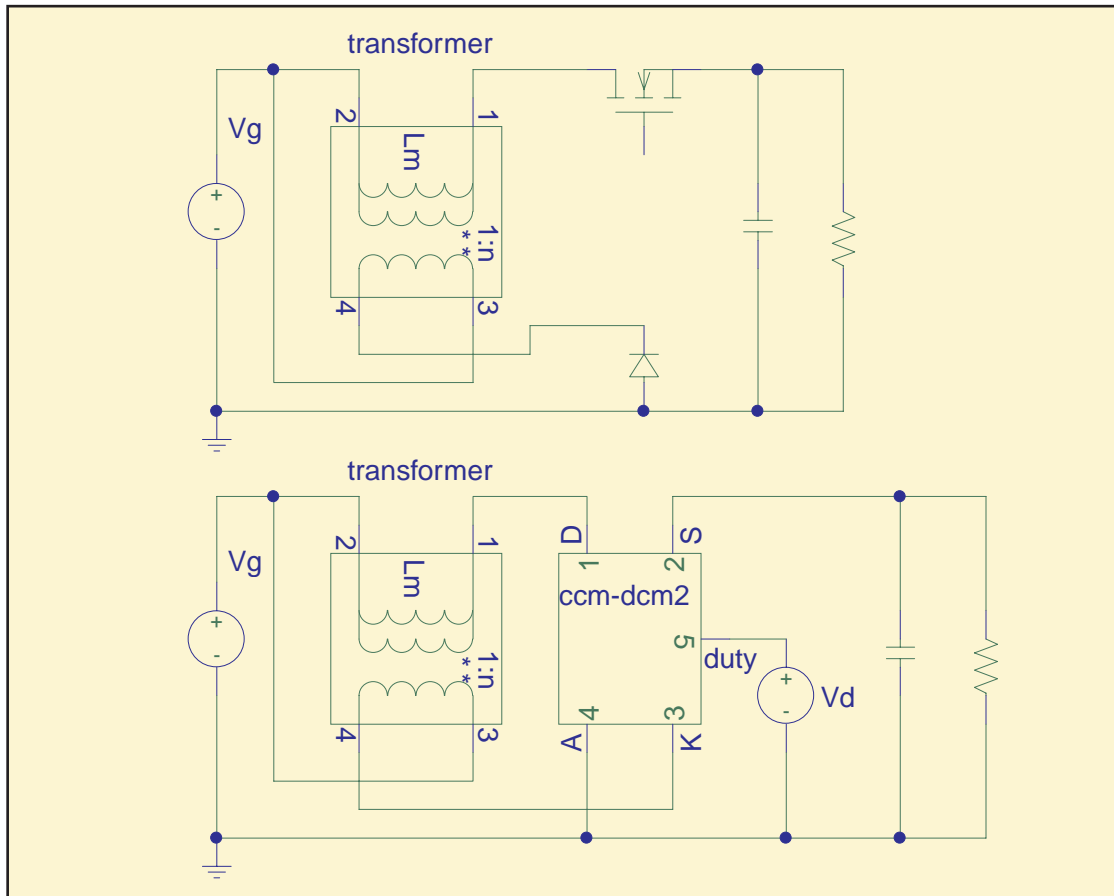 transformer
Vg
+
-
2
1
Lm
1:n
* *
4
3
transformer
Vg
+
-
2
1
Lm
1:n
* *
4
3
D
S
1
2
ccm-dcm2
5
duty
4
3
A
K
+
-
Vd